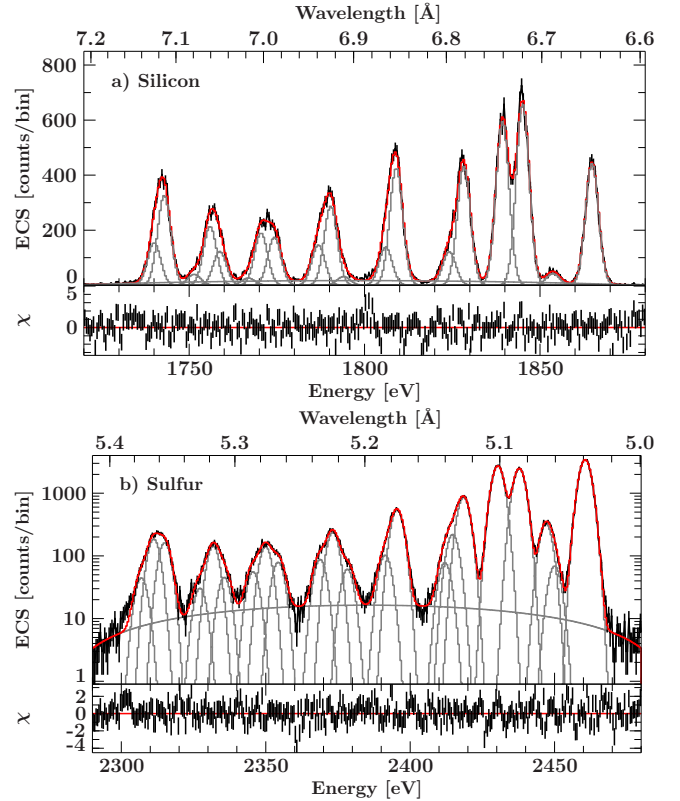 Wavelength [Å]
7.2 7.1 7.0 6.9 6.8 6.7 6.6
a) Silicon
ECS [counts/bin]
800
600
400
200
0
χ
5
0
1750 1800 1850
Energy [eV]
Wavelength [Å]
5.4 5.3 5.2 5.1 5.0
b) Sulfur
ECS [counts/bin]
1000
100
10
1
χ
2
0
-2
-4
2300 2350 2400 2450
Energy [eV]